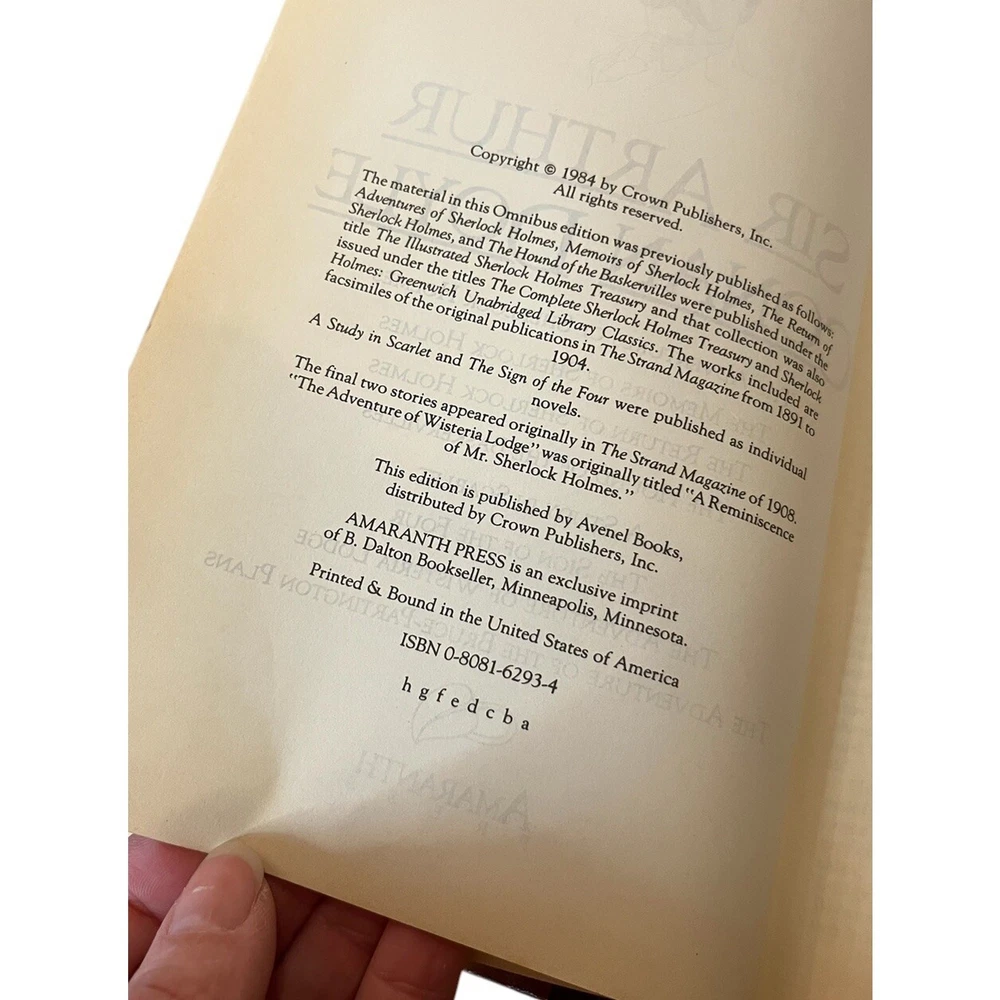 Copyright © 1984 by Crown Publishers, Inc.
All rights reserved.
The material in this Omnibus edition was previously published as follows:
Adventures of Sherlock Holmes, Memoirs of Sherlock Holmes, The Return of
Sherlock Holmes, and The Hound of the Baskervilles were published under the
title The Illustrated Sherlock Holmes Treasury and that collection was also
issued under the titles The Complete Sherlock Holmes Treasury and Sherlock
Holmes: Greenwich Unabridged Library Classics. The works included are
facsimiles of the original publications in The Strand Magazine from 1891 to
1904.
A Study in Scarlet and The Sign of the Four were published as individual
novels.
The final two stories appeared originally in The Strand Magazine of 1908.
"The Adventure of Wisteria Lodge" was originally titled "A Reminiscence
of Mr. Sherlock Holmes."
This edition is published by Avenel Books,
distributed by Crown Publishers, Inc.
AMARANTH PRESS is an exclusive imprint
of B. Dalton Bookseller, Minneapolis, Minnesota.
Printed & Bound in the United States of America
ISBN 0-8081-6293-4
h g f e d c b a